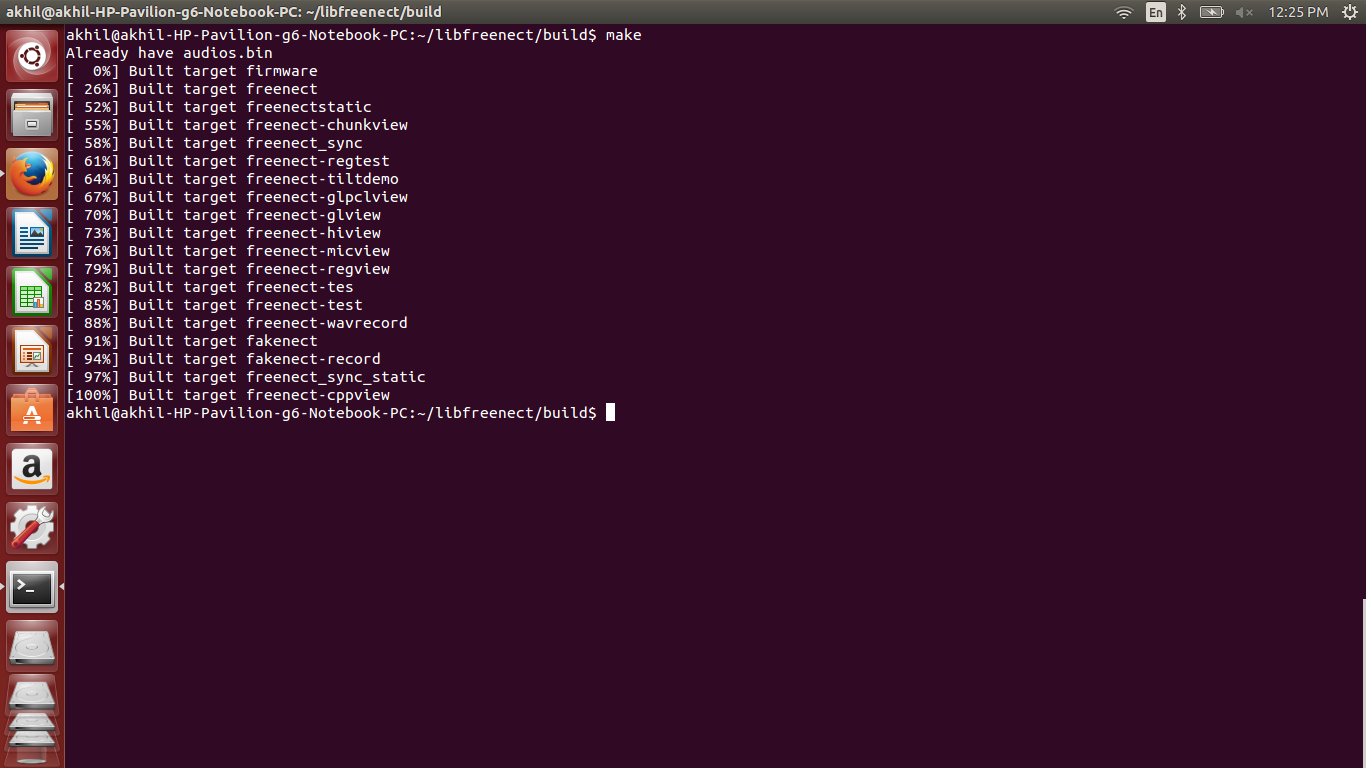 akhil@akhil-HP-Pavilion-g6-Notebook-PC: ~/libfreenect/build
En
12:25 PM
akhil@akhil-HP-Pavilion-g6-Notebook-PC:~/libfreenect/build$ make
Already have audios.bin
[  0%] Built target firmware
[ 26%] Built target freenect
[ 52%] Built target freenectstatic
[ 55%] Built target freenect-chunkview
[ 58%] Built target freenect_sync
[ 61%] Built target freenect-regtest
[ 64%] Built target freenect-tiltdemo
[ 67%] Built target freenect-glpclview
[ 70%] Built target freenect-glview
[ 73%] Built target freenect-hiview
[ 76%] Built target freenect-micview
[ 79%] Built target freenect-regview
[ 82%] Built target freenect-tes
[ 85%] Built target freenect-test
[ 88%] Built target freenect-wavrecord
[ 91%] Built target fakenect
[ 94%] Built target fakenect-record
[ 97%] Built target freenect_sync_static
[100%] Built target freenect-cppview
akhil@akhil-HP-Pavilion-g6-Notebook-PC:~/libfreenect/build$